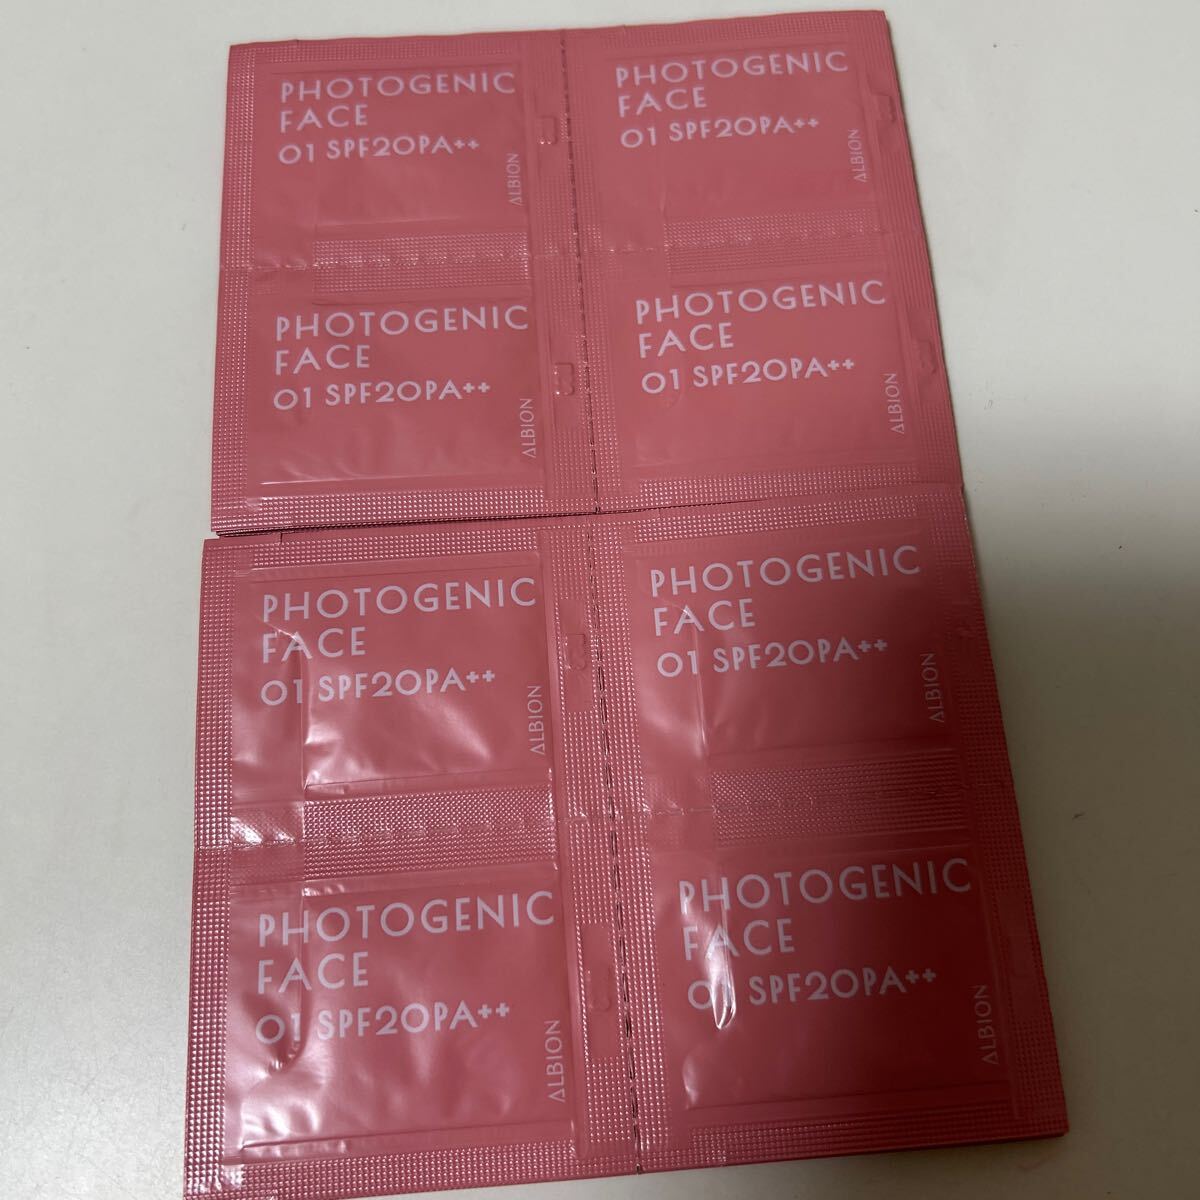 PHOTOGENIC
FACE
01 SPF20PA++
ALBION
PHOTOGENIC
FACE
01 SPF20PA++
ALBION
PHOTOGENIC
FACE
01 SPF20PA++
ALBION
PHOTOGENIC
FACE
01 SPF20PA++
ALBION
PHOTOGENIC
FACE
01 SPF20PA++
ALBION
PHOTOGENIC
FACE
01 SPF20PA++
ALBION
PHOTOGENIC
FACE
01 SPF20PA++
ALBION
PHOTOGENIC
FACE
01 SPF20PA++
ALBION